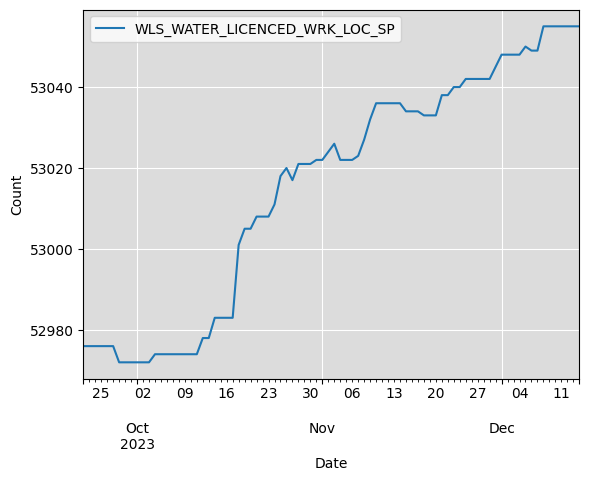 WLS_WATER_LICENCED_WRK_LOC_SP
53040
53020
53000
52980
Count
25 02 09 16 23 30 06 13 20 27 04 11
Oct Nov Dec
2023
Date